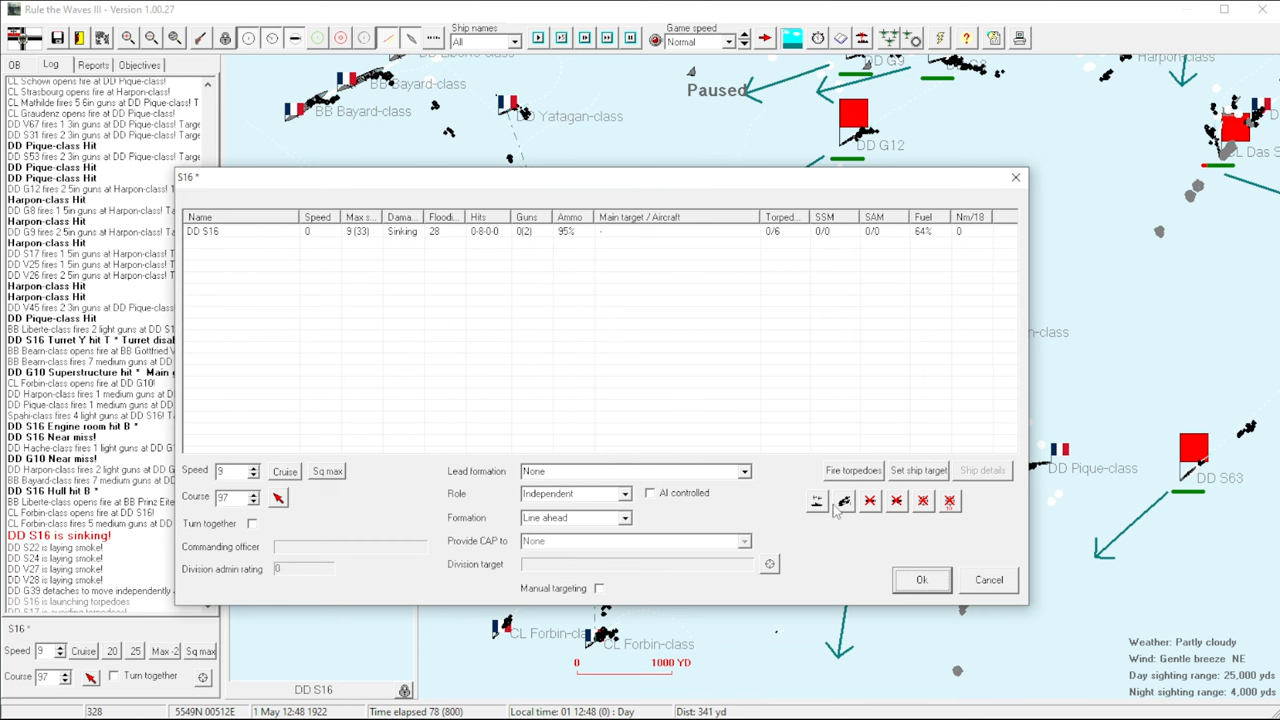 Rule the Waves III - Version 1.00.27
Ship names
All
Game speed
Normal
OB Log Reports Objectives
CL Schow opens fire at DD Pique-class!
CL Strasbourg opens fire at Harpon-class!
CL Mathilde fires 5 6in guns at DD Pique-class! T
CL Graudenz opens fire at DD Pique-class!
DD V67 fires 1 3in guns at DD Pique-class! Targe
DD S31 fires 2 3in guns at DD Pique-class! Targe
DD Pique-class Hit
DD S53 fires 2 3in guns at DD Pique-class! Targe
DD Pique-class Hit
DD Pique-class Hit
DD G12 fires 2 5in guns at Harpon-class! 1
Harpon-class Hit
DD G8 fires 1 5in guns at Harpon-class! T
Harpon-class Hit
DD G9 fires 2 5in guns at Harpon-class! T
Harpon-class Hit
DD S17 fires 1 5in guns at Harpon-class! T
DD V25 fires 1 5in guns at Harpon-class! T
DD V26 fires 2 5in guns at Harpon-class! T
Harpon-class Hit
Harpon-class Hit
DD V45 fires 1 3in guns at DD Pique-class!
DD Pique-class Hit
BB Liberte-class fires 2 light guns at DD S1
DD S16 Turret Y hit T * Turret disal
BB Bearn-class opens fire at BB Gottfried V
BB Bearn-class fires 7 medium guns at DD
DD G10 Superstructure hit * Main g
CL Forbin-class opens fire at DD G10!
DD Harpon-class fires 1 medium guns at D
DD Pique-class fires 1 medium guns at DD
Spahi-class fires 4 light guns at DD S16! Ta
DD S16 Engine room hit B *
DD S16 Near miss!
DD Hache-class fires 1 light guns at DD G1
DD G10 Near miss!
DD Harpon-class fires 2 light guns at DD S
BB Bayard-class fires 7 medium guns at DD
DD S16 Hull hit B *
BB Liberte-class opens fire at BB Prinz Eite
CL Forbin-class opens fire at DD S16!
CL Forbin-class fires 5 medium guns at DD
DD S16 is sinking!
DD S22 is laying smoke!
DD S24 is laying smoke!
DD V27 is laying smoke!
DD V28 is laying smoke!
DD G39 detaches to move independently
DD S16 is launching torpedoes
DD S17 is avoiding torpedoes!
S16 *
Speed 9 Cruise 20 25 Max -2 Sq max
Course 97 Turn together
BB Bayard-class
BB Bayard-class
DD Yatagan-class
Paused
DD G9
DD G12
Harpon-class
CL Das S
S16 *
Name Speed Max s... Dama... Floodi... Hits Guns Ammo Main target / Aircraft Torped... SSM SAM Fuel Nm/18
DD S16 0 9 (33) Sinking 28 0-8-0-0 0(2) 95% - 0/6 0/0 0/0 64% 0
Speed 9 Cruise Sq max
Course 97
Turn together
Commanding officer
Division admin rating 0
Lead formation None
Role Independent AI controlled
Formation Line ahead
Provide CAP to None
Division target
Manual targeting
Fire torpedoes Set ship target Ship details
Ok Cancel
n-class
DD Pique-class
DD S63
CL Forbin-cla
CL Forbin-class
0 1000 YD
DD S16
Weather: Partly cloudy
Wind: Gentle breeze NE
Day sighting range: 25,000 yds
Night sighting range: 4,000 yds
328 5549N 00512E 1 May 12:48 1922 Time elapsed 78 (800) Local time: 01 12:48 (0) : Day Dist: 341 yd